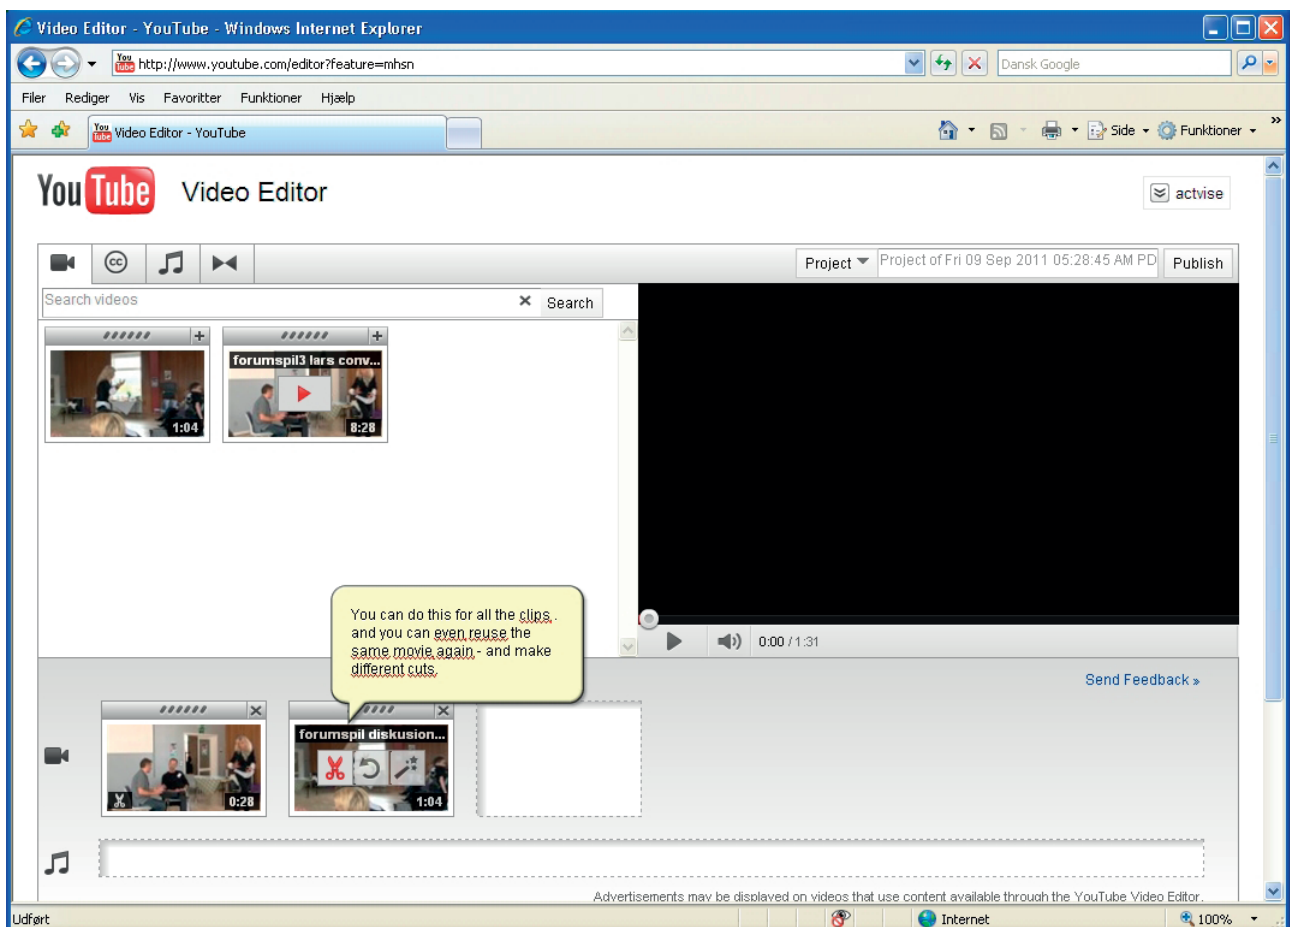 Video Editor - YouTube - Windows Internet Explorer
http://www.youtube.com/editor?feature=mhsn
Dansk Google
Filer Rediger Vis Favoritter Funktioner Hjælp
Video Editor - YouTube
Side Funktioner
YouTube Video Editor
actvise
cc
Project Project of Fri 09 Sep 2011 05:28:45 AM PD Publish
Search videos Search
forumspil3 lars conv...
1:04 8:28
You can do this for all the clips, .
and you can even reuse the
same movie again - and make
different cuts.
0:00 / 1:31
Send Feedback »
forumspil diskusion...
0:28 1:04
Advertisements may be displayed on videos that use content available through the YouTube Video Editor.
Udført Internet 100%